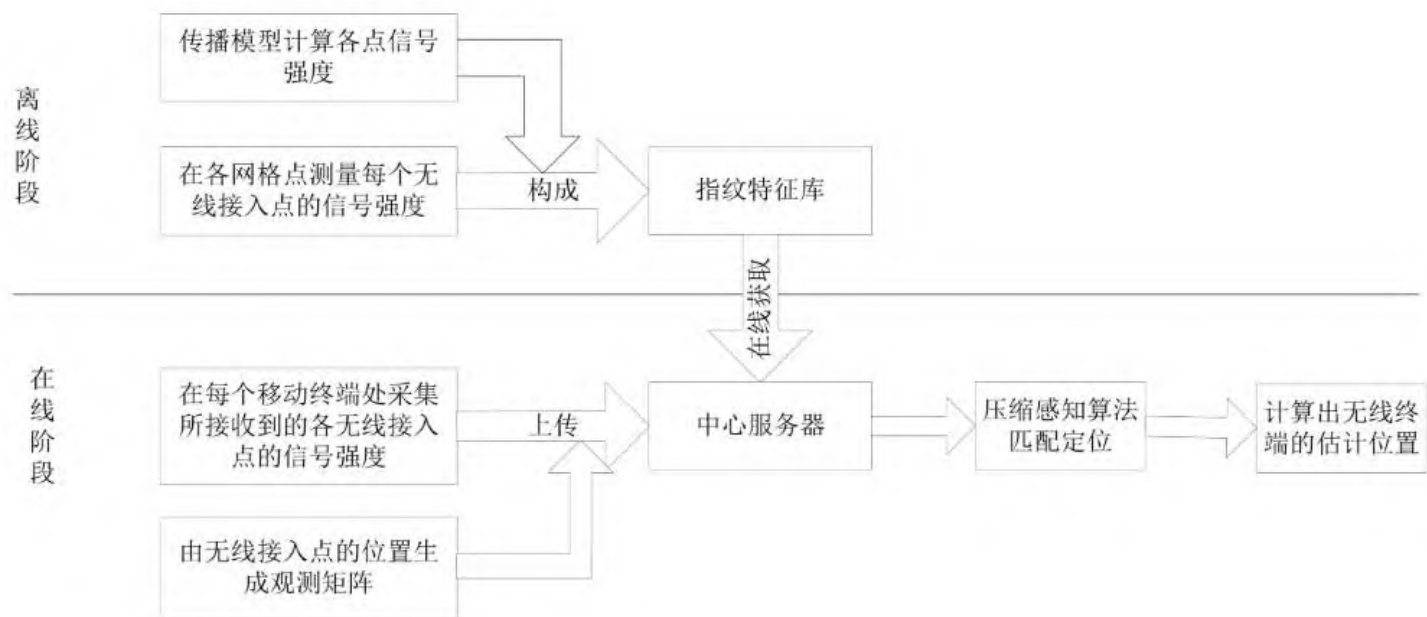 离线阶段
传播模型计算各点信号
强度
在各网格点测量每个无
线接入点的信号强度
构成
指纹特征库
在线获取
在线阶段
在每个移动终端处采集
所接收到的各无线接入
点的信号强度
上传
中心服务器
压缩感知算法
匹配定位
计算出无线终
端的估计位置
由无线接入点的位置生
成观测矩阵